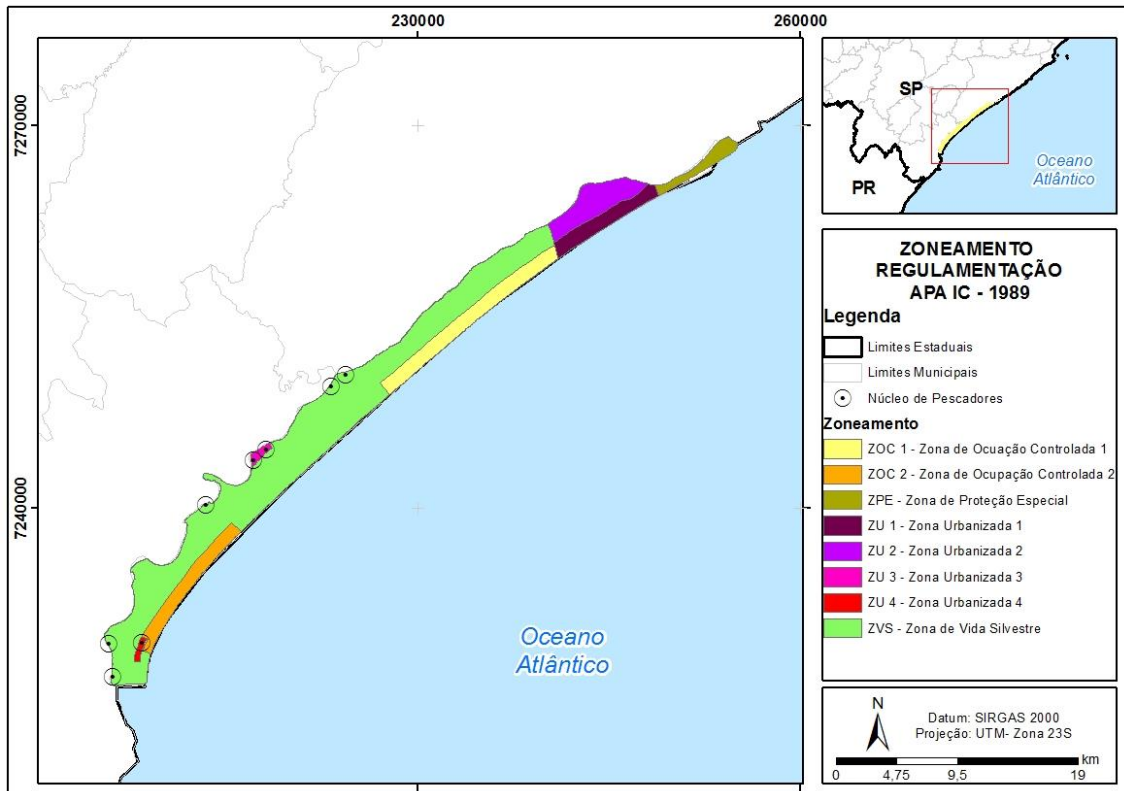 230000
260000
7270000
7240000
Oceano
Atlântico
SP
PR
Oceano
Atlântico
ZONEAMENTO
REGULAMENTAÇÃO
APA IC - 1989
Legenda
Limites Estaduais
Limites Municipais
Núcleo de Pescadores
Zoneamento
ZOC 1 - Zona de Ocuação Controlada 1
ZOC 2 - Zona de Ocupação Controlada 2
ZPE - Zona de Proteção Especial
ZU 1 - Zona Urbanizada 1
ZU 2 - Zona Urbanizada 2
ZU 3 - Zona Urbanizada 3
ZU 4 - Zona Urbanizada 4
ZVS - Zona de Vida Silvestre
N
Datum: SIRGAS 2000
Projeção: UTM- Zona 23S
km
0 4,75 9,5 19